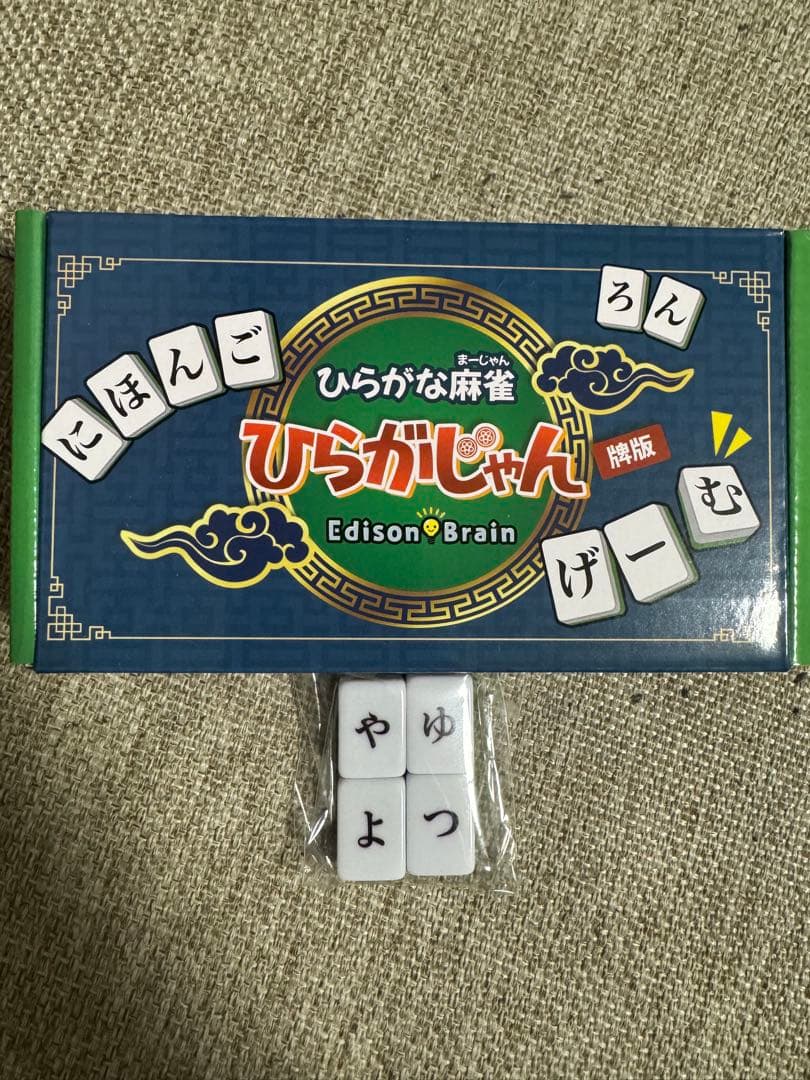 ろん
にほんご
まーじゃん
ひらがな麻雀
ひらがじゃん
牌版
Edison Brain
げーむ
やゆ
よつ